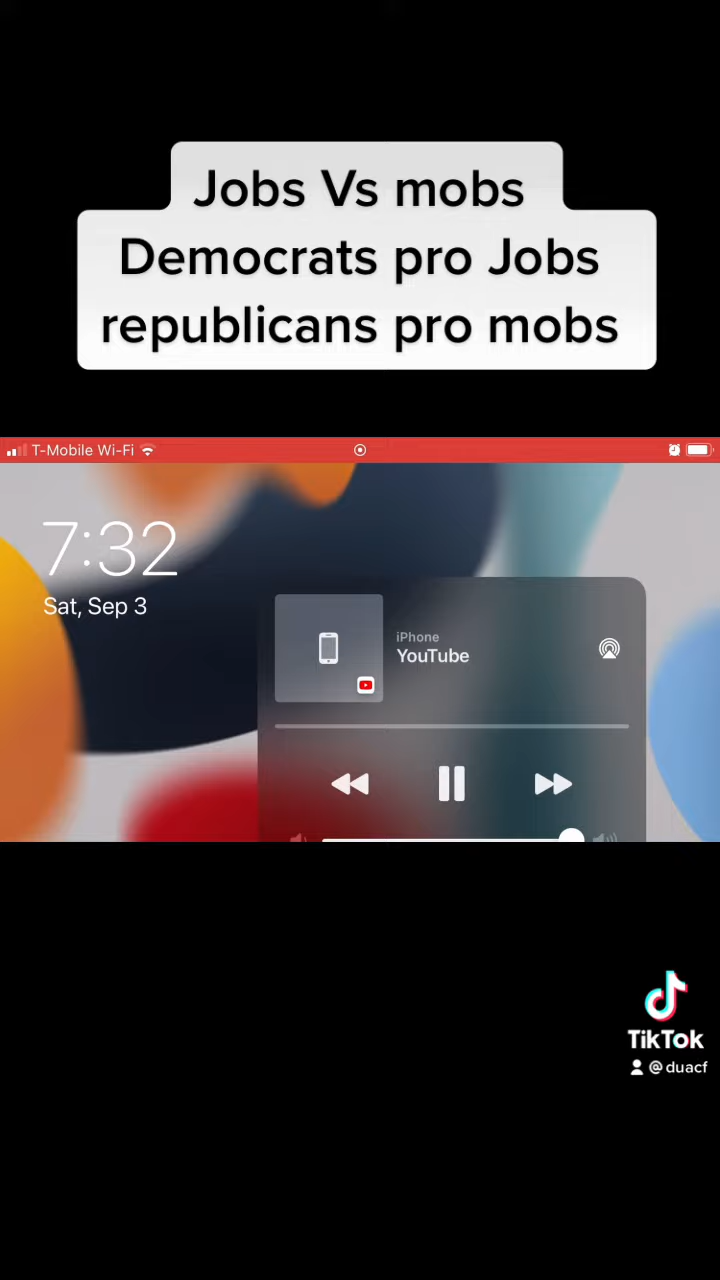 Jobs Vs mobs
Democrats pro Jobs
republicans pro mobs
T-Mobile Wi-Fi
7:32
Sat, Sep 3
iPhone
YouTube
TikTok
@duacf